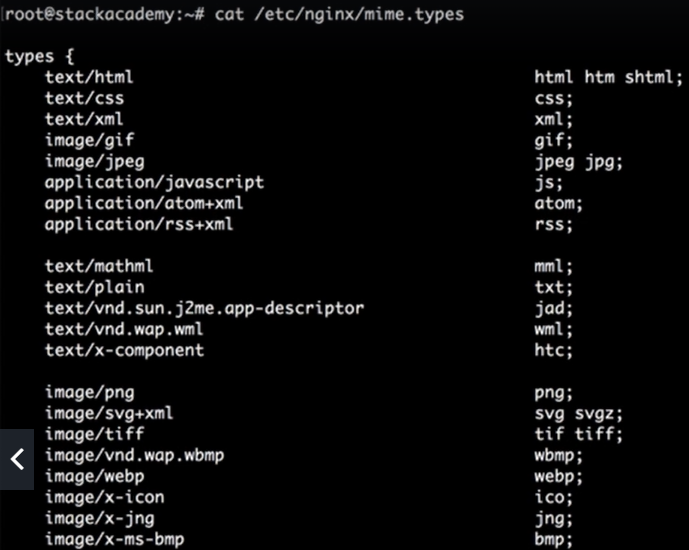 root@stackacademy:~# cat /etc/nginx/mime.types
types {
text/html html htm shtml;
text/css css;
text/xml xml;
image/gif gif;
image/jpeg jpeg jpg;
application/javascript js;
application/atom+xml atom;
application/rss+xml rss;
text/mathml mml;
text/plain txt;
text/vnd.sun.j2me.app-descriptor jad;
text/vnd.wap.wml wml;
text/x-component htc;
image/png png;
image/svg+xml svg svgz;
image/tiff tif tiff;
image/vnd.wap.wbmp wbmp;
image/webp webp;
image/x-icon ico;
image/x-jng jng;
image/x-ms-bmp bmp;